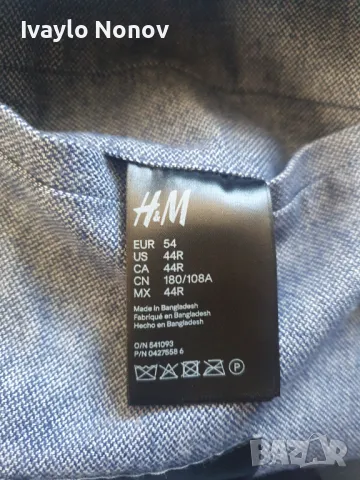 Ivaylo Nonov
H&M
EUR 54
US 44R
CA 44R
CN 180/108A
MX 44R
Made in Bangladesh
Fabriqué en Bangladesh
Hecho en Bangladesh
O/N 541093
P/N 0427558 6
P
BAZAR